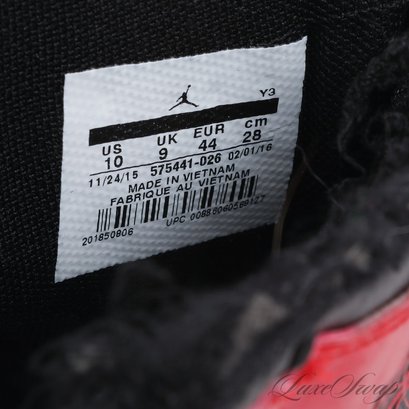 Y3
US UK EUR cm
10 9 44 28
11/24/15 575441-026 02/01/16
MADE IN VIETNAM
FABRIQUE AU VIETNAM
201850806
LuxeSwap